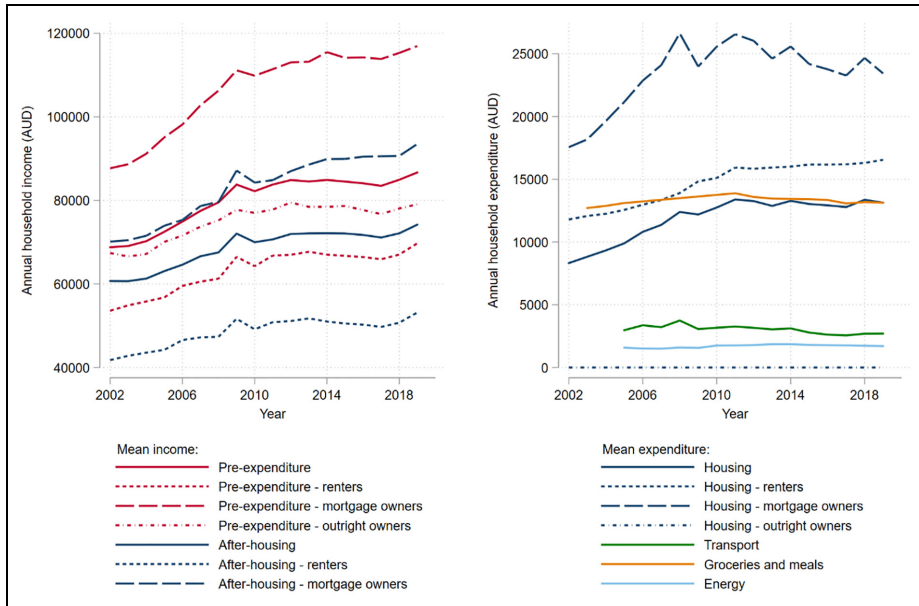 120000
100000
80000
60000
40000
Annual household income (AUD)
2002 2006 2010 2014 2018
Year
Mean income:
Pre-expenditure
Pre-expenditure - renters
Pre-expenditure - mortgage owners
Pre-expenditure - outright owners
After-housing
After-housing - renters
After-housing - mortgage owners
25000
20000
15000
10000
5000
0
Annual household expenditure (AUD)
2002 2006 2010 2014 2018
Year
Mean expenditure:
Housing
Housing - renters
Housing - mortgage owners
Housing - outright owners
Transport
Groceries and meals
Energy